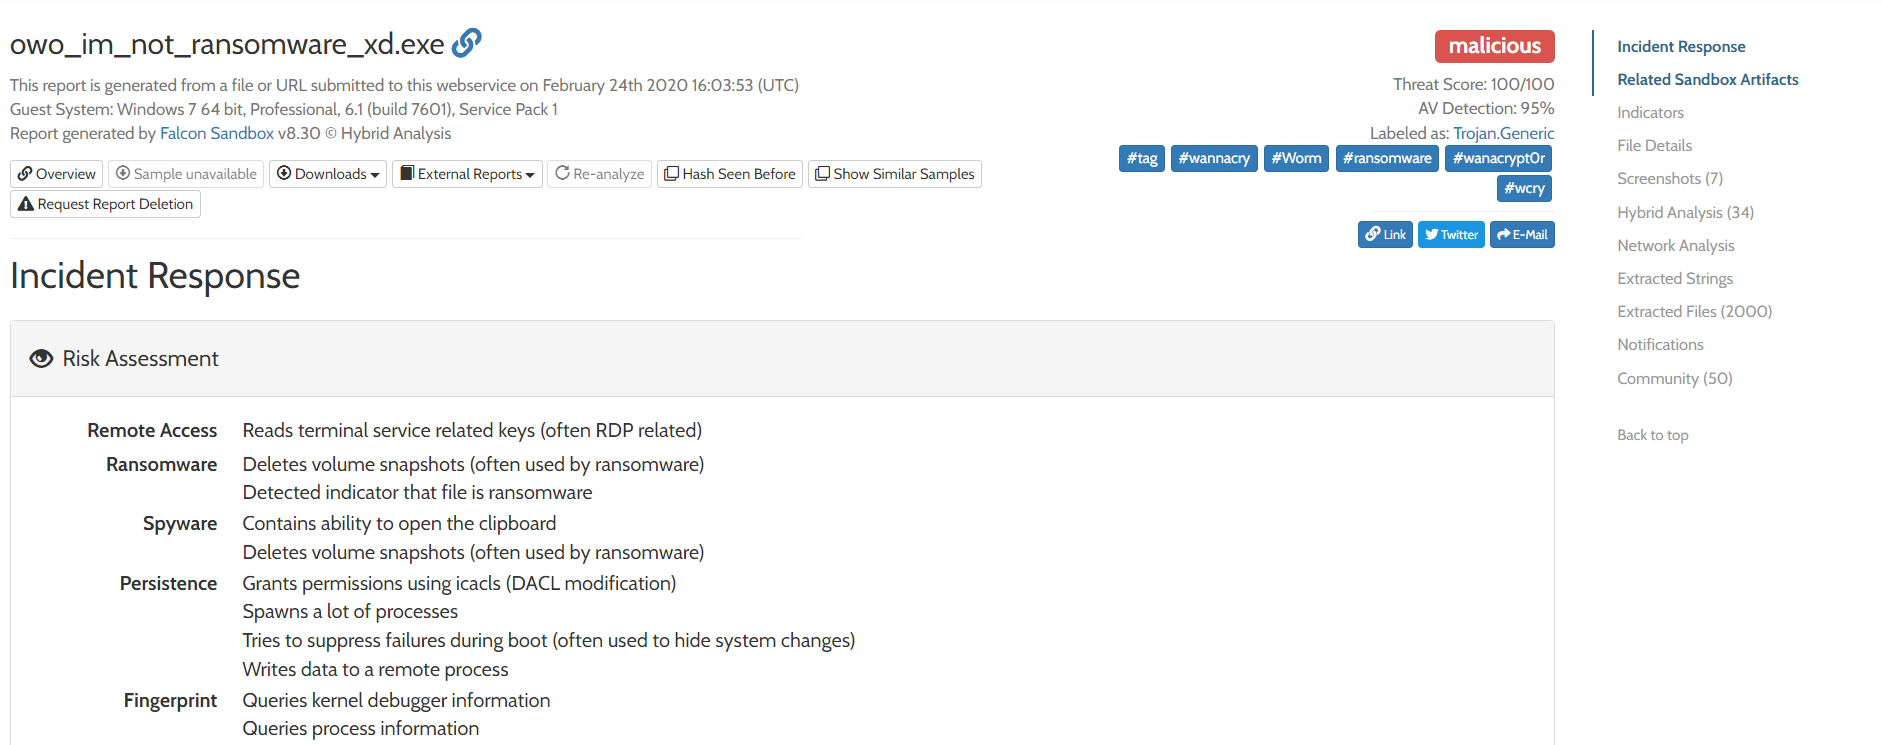 owo_im_not_ransomware_xd.exe
This report is generated from a file or URL submitted to this webservice on February 24th 2020 16:03:53 (UTC)
Guest System: Windows 7 64 bit, Professional, 6.1 (build 7601), Service Pack 1
Report generated by Falcon Sandbox v8.30 © Hybrid Analysis
Overview Sample unavailable Downloads External Reports Re-analyze Hash Seen Before Show Similar Samples
Request Report Deletion
malicious
Threat Score: 100/100
AV Detection: 95%
Labeled as: Trojan.Generic
#tag #wannacry #Worm #ransomware #wanacrypt0r
#wcry
Link Twitter E-Mail
Incident Response
Risk Assessment
Remote Access Reads terminal service related keys (often RDP related)
Ransomware Deletes volume snapshots (often used by ransomware)
Detected indicator that file is ransomware
Spyware Contains ability to open the clipboard
Deletes volume snapshots (often used by ransomware)
Persistence Grants permissions using icacls (DACL modification)
Spawns a lot of processes
Tries to suppress failures during boot (often used to hide system changes)
Writes data to a remote process
Fingerprint Queries kernel debugger information
Queries process information
Incident Response
Related Sandbox Artifacts
Indicators
File Details
Screenshots (7)
Hybrid Analysis (34)
Network Analysis
Extracted Strings
Extracted Files (2000)
Notifications
Community (50)
Back to top